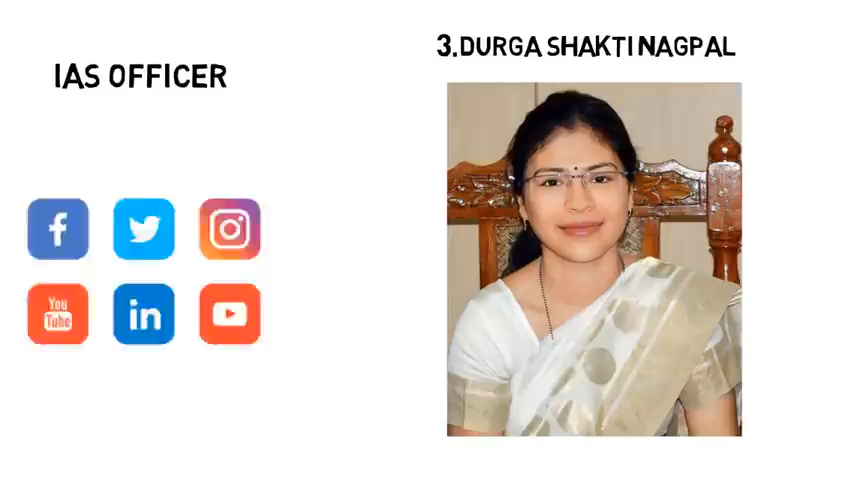 IAS OFFICER
3.DURGA SHAKTI NAGPAL
You
Tube
in